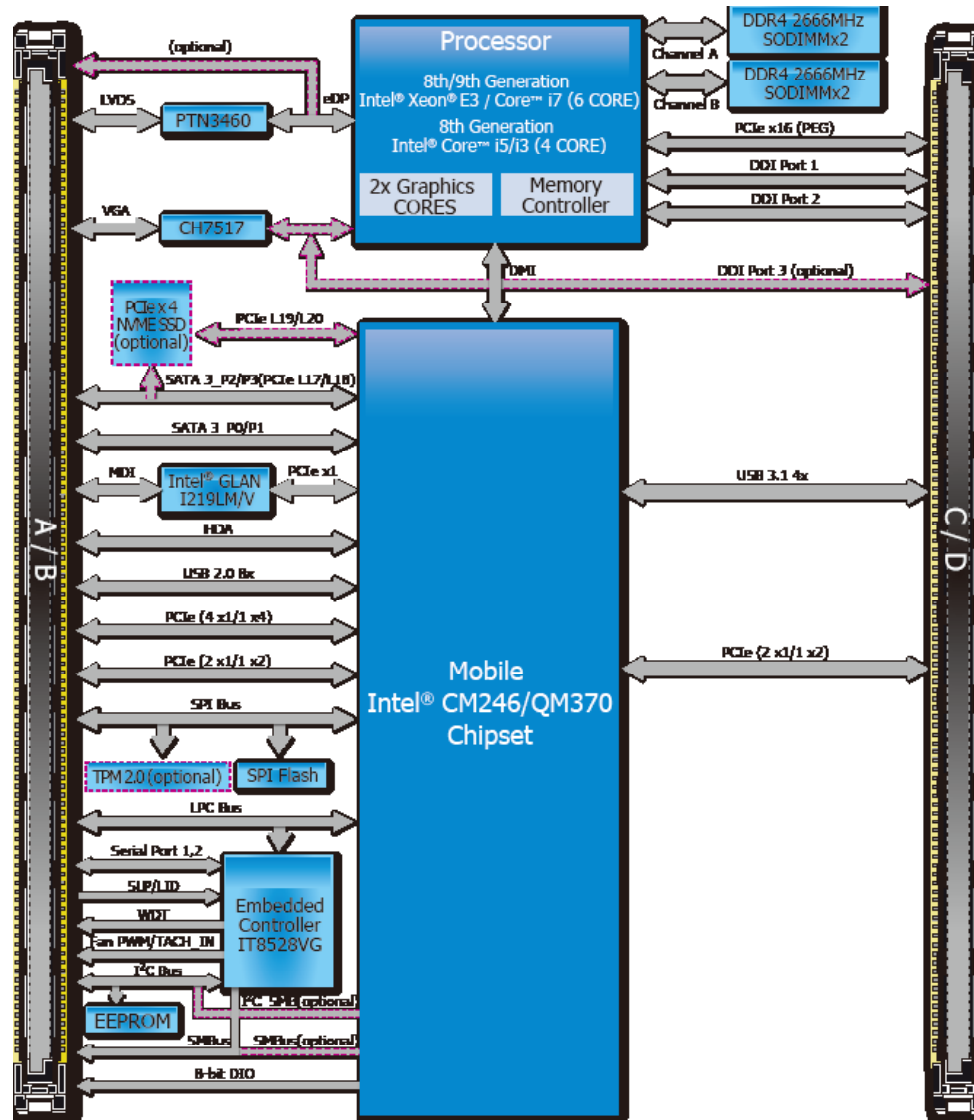 (optional)
LVDS
PTN3460
eDP
Processor
8th/9th Generation
Intel® Xeon® E3 / Core™ i7 (6 CORE)
8th Generation
Intel® Core™ i5/i3 (4 CORE)
2x Graphics
CORES
Memory
Controller
DDR4 2666MHz
SODIMMx2
Channel A
DDR4 2666MHz
SODIMMx2
Channel B
PCIe x16 (PEG)
DDI Port 1
DDI Port 2
VGA
CH7517
DMI
DDI Port 3 (optional)
PCIe x 4
NVME SSD
(optional)
PCIe L19/L20
SATA 3_P2/P3(PCIe L17/L18)
SATA 3 P0/P1
MDI
Intel® GLAN
I219LM/V
PCIe x1
HDA
USB 2.0 8x
PCIe (4 x1/1 x4)
PCIe (2 x1/1 x2)
SPI Bus
TPM 2.0 (optional)
SPI Flash
LPC Bus
Serial Port 1,2
SLP/LID
WDT
Fan PWM/TACH_IN
I²C Bus
Embedded
Controller
IT8528VG
EEPROM
I²C SMB(optional)
SMBus
SMBus(optional)
8-bit DIO
Mobile
Intel® CM246/QM370
Chipset
USB 3.1 4x
PCIe (2 x1/1 x2)
A / B
C / D